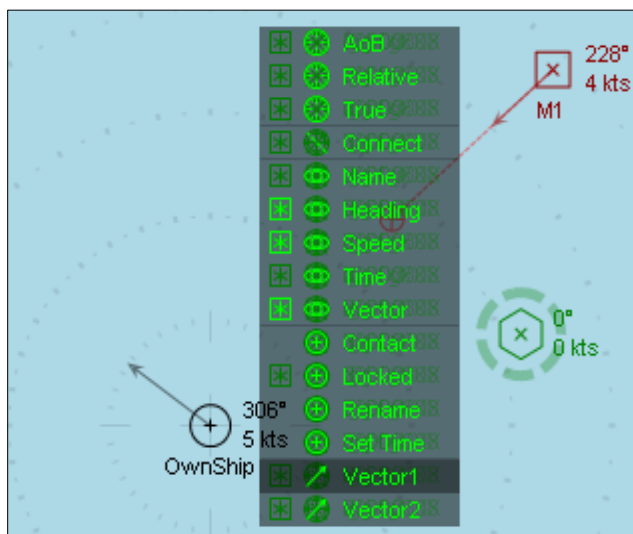 AoB
Relative
True
Connect
Name
Heading
Speed
Time
Vector
Contact
Locked
Rename
Set Time
Vector1
Vector2
228°
4 kts
M1
0°
0 kts
306°
5 kts
OwnShip